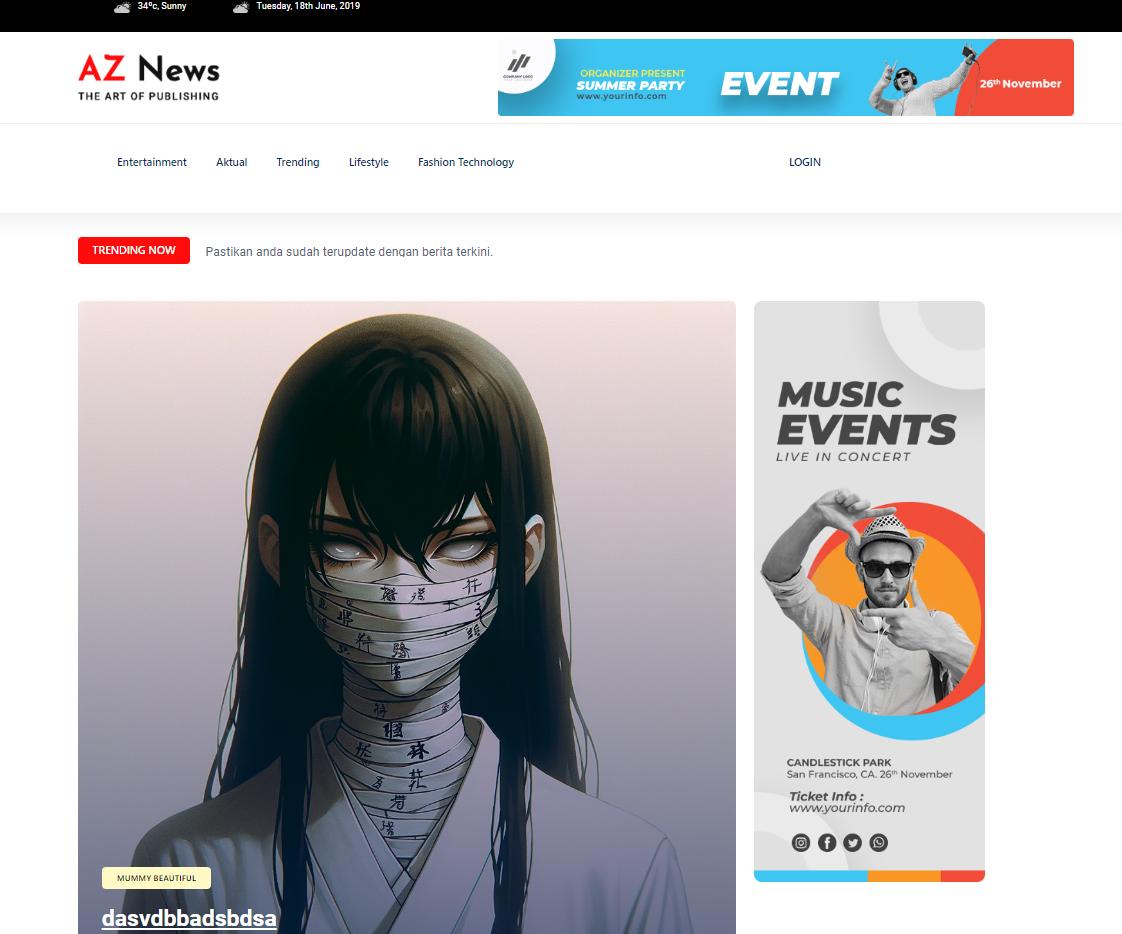 34ºc, Sunny
Tuesday, 18th June, 2019
AZ News
THE ART OF PUBLISHING
COMPANY LOGO
ORGANIZER PRESENT
SUMMER PARTY
www.yourinfo.com
EVENT
26th November
Entertainment
Aktual
Trending
Lifestyle
Fashion Technology
LOGIN
TRENDING NOW
Pastikan anda sudah terupdate dengan berita terkini.
MUSIC
EVENTS
LIVE IN CONCERT
CANDLESTICK PARK
San Francisco, CA. 26th November
Ticket Info :
www.yourinfo.com
MUMMY BEAUTIFUL
dasvdbbadsbdsa